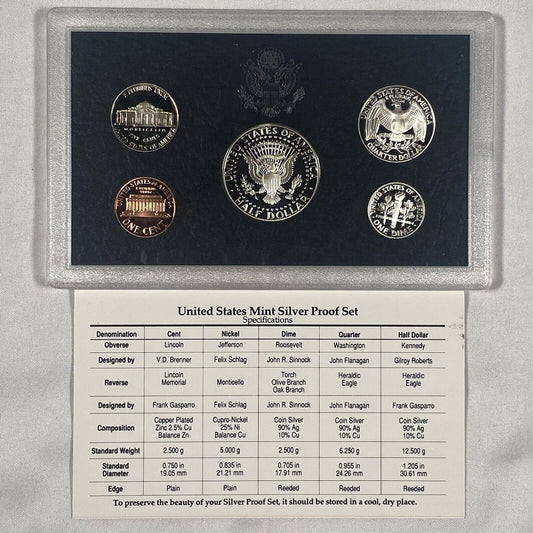 E PLURIBUS UNUM
MONTICELLO
FIVE CENTS
UNITED STATES OF AMERICA
UNITED STATES OF AMERICA
HALF DOLLAR
UNITED STATES OF AMERICA
E PLURIBUS UNUM
QUARTER DOLLAR
UNITED STATES OF AMERICA
E PLURIBUS UNUM
ONE CENT
UNITED STATES OF AMERICA
ONE DIME
United States Mint Silver Proof Set
Specifications
Denomination Cent Nickel Dime Quarter Half Dollar
Obverse Lincoln Jefferson Roosevelt Washington Kennedy
Designed by V.D. Brenner Felix Schlag John R. Sinnock John Flanagan Gilroy Roberts
Reverse Lincoln Memorial Monticello Torch Olive Branch Oak Branch Heraldic Eagle Heraldic Eagle
Designed by Frank Gasparro Felix Schlag John R. Sinnock John Flanagan Frank Gasparro
Composition Copper Plated Zinc 2.5% Cu Balance Zn Cupro-Nickel 25% Ni Balance Cu Coin Silver 90% Ag 10% Cu Coin Silver 90% Ag 10% Cu Coin Silver 90% Ag 10% Cu
Standard Weight 2.500 g 5.000 g 2.500 g 6.250 g 12.500 g
Standard Diameter 0.750 in 19.05 mm 0.835 in 21.21 mm 0.705 in 17.91 mm 0.955 in 24.26 mm 1.205 in 30.61 mm
Edge Plain Plain Reeded Reeded Reeded
To preserve the beauty of your Silver Proof Set, it should be stored in a cool, dry place.